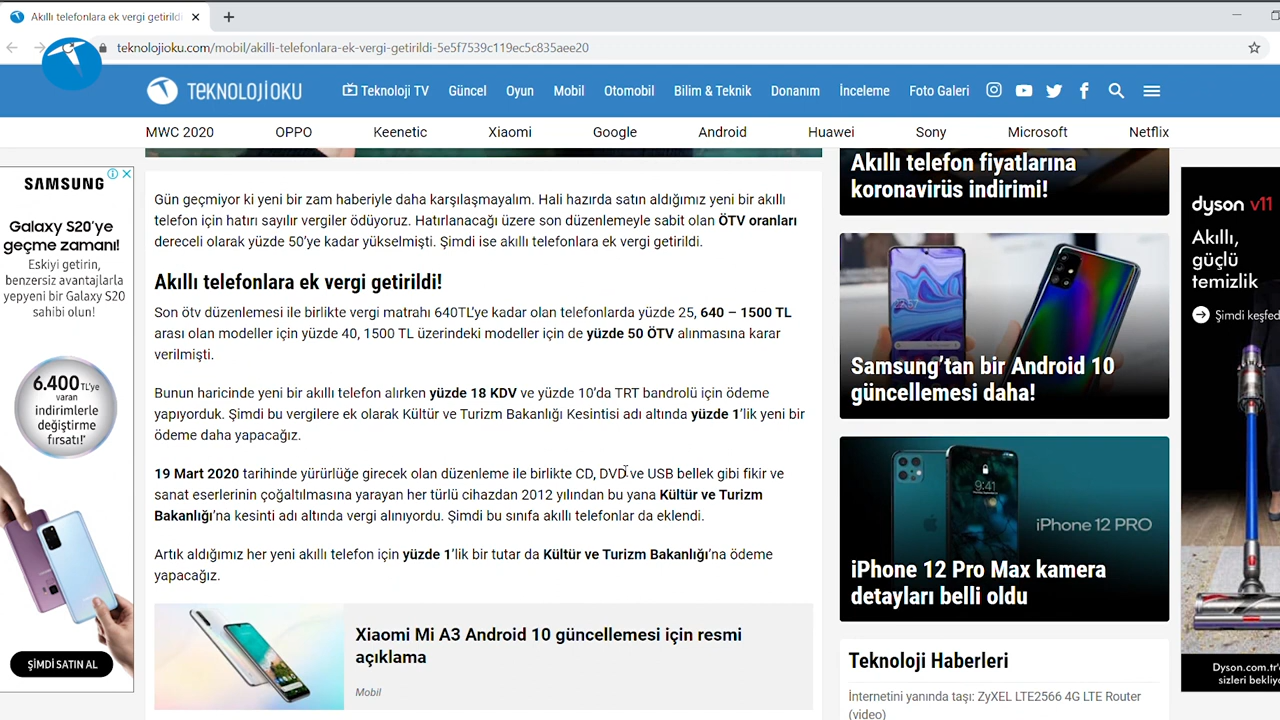 Akıllı telefonlara ek vergi getirildi
teknolojioku.com/mobil/akilli-telefonlara-ek-vergi-getirildi-5e5f7539c119ec5c835aee20
TEKNOLOJİOKU
Teknoloji TV Güncel Oyun Mobil Otomobil Bilim & Teknik Donanım İnceleme Foto Galeri
MWC 2020 OPPO Keenetic Xiaomi Google Android Huawei Sony Microsoft Netflix
SAMSUNG
Galaxy S20’ye
geçme zamanı!
Eskiyi getirin,
benzersiz avantajlarla
yepyeni bir Galaxy S20
sahibi olun!
6.400 TL'ye
varan
indirimlerle
değiştirme
fırsatı!*
ŞİMDİ SATIN AL
Gün geçmiyor ki yeni bir zam haberiyle daha karşılaşmayalım. Hali hazırda satın aldığımız yeni bir akıllı
telefon için hatırı sayılır vergiler ödüyoruz. Hatırlanacağı üzere son düzenlemeyle sabit olan ÖTV oranları
dereceli olarak yüzde 50’ye kadar yükselmişti. Şimdi ise akıllı telefonlara ek vergi getirildi.
Akıllı telefonlara ek vergi getirildi!
Son ötv düzenlemesi ile birlikte vergi matrahı 640TL’ye kadar olan telefonlarda yüzde 25, 640 – 1500 TL
arası olan modeller için yüzde 40, 1500 TL üzerindeki modeller için de yüzde 50 ÖTV alınmasına karar
verilmişti.
Bunun haricinde yeni bir akıllı telefon alırken yüzde 18 KDV ve yüzde 10’da TRT bandrolü için ödeme
yapıyorduk. Şimdi bu vergilere ek olarak Kültür ve Turizm Bakanlığı Kesintisi adı altında yüzde 1’lik yeni bir
ödeme daha yapacağız.
19 Mart 2020 tarihinde yürürlüğe girecek olan düzenleme ile birlikte CD, DVD ve USB bellek gibi fikir ve
sanat eserlerinin çoğaltılmasına yarayan her türlü cihazdan 2012 yılından bu yana Kültür ve Turizm
Bakanlığı’na kesinti adı altında vergi alınıyordu. Şimdi bu sınıfa akıllı telefonlar da eklendi.
Artık aldığımız her yeni akıllı telefon için yüzde 1’lik bir tutar da Kültür ve Turizm Bakanlığı’na ödeme
yapacağız.
Xiaomi Mi A3 Android 10 güncellemesi için resmi
açıklama
Mobil
Akıllı telefon fiyatlarına
koronavirüs indirimi!
Samsung’tan bir Android 10
güncellemesi daha!
9:41
iPhone 12 PRO
iPhone 12 Pro Max kamera
detayları belli oldu
Teknoloji Haberleri
İnternetini yanında taşı: ZyXEL LTE2566 4G LTE Router
(video)
dyson v11
Akıllı,
güçlü
temizlik
Şimdi keşfed
Dyson.com.tr'
sizleri bekliyo